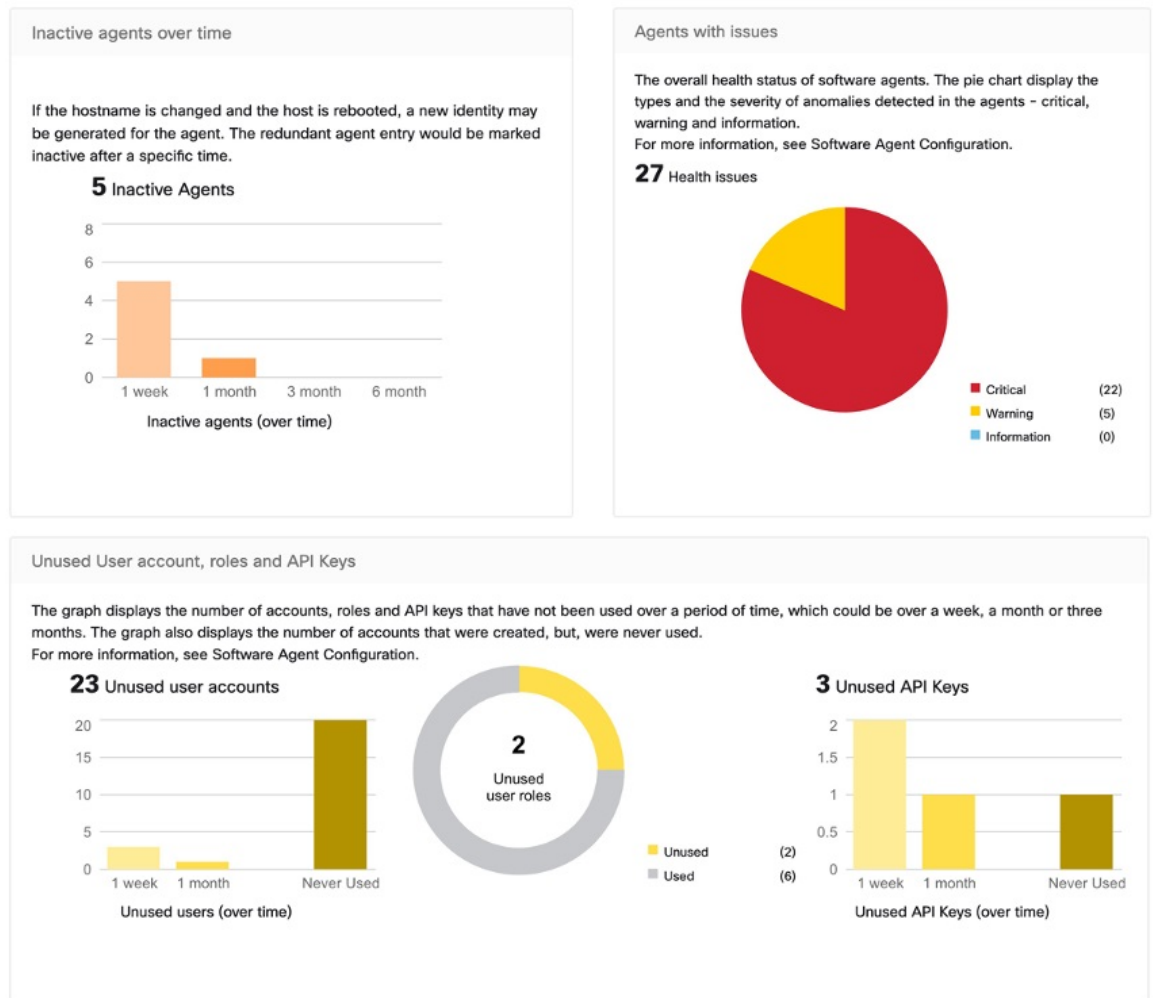 Inactive agents over time
If the hostname is changed and the host is rebooted, a new identity may
be generated for the agent. The redundant agent entry would be marked
inactive after a specific time.
5 Inactive Agents
8
6
4
2
0
1 week 1 month 3 month 6 month
Inactive agents (over time)
Agents with issues
The overall health status of software agents. The pie chart display the
types and the severity of anomalies detected in the agents - critical,
warning and information.
For more information, see Software Agent Configuration.
27 Health issues
Critical (22)
Warning (5)
Information (0)
Unused User account, roles and API Keys
The graph displays the number of accounts, roles and API keys that have not been used over a period of time, which could be over a week, a month or three
months. The graph also displays the number of accounts that were created, but, were never used.
For more information, see Software Agent Configuration.
23 Unused user accounts
20
15
10
5
0
1 week 1 month Never Used
Unused users (over time)
2
Unused
user roles
Unused (2)
Used (6)
3 Unused API Keys
2
1.5
1
0.5
0
1 week 1 month Never Used
Unused API Keys (over time)